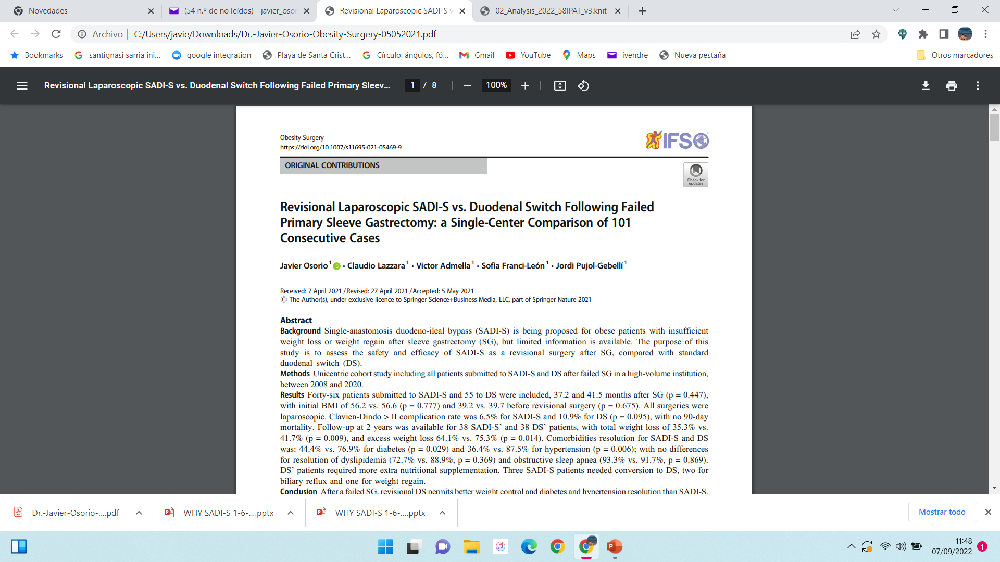 Novedades
(54 n.º de no leídos) - javier_osor
Revisional Laparoscopic SADI-S v
02_Analysis_2022_58IPAT_v3.knit
Archivo
C:/Users/javie/Downloads/Dr.-Javier-Osorio-Obesity-Surgery-05052021.pdf
Bookmarks
santignasi sarria ini...
google integration
Playa de Santa Crist...
Círculo: ángulos, fó...
Gmail
YouTube
Maps
ivendre
Nueva pestaña
Otros marcadores
Revisional Laparoscopic SADI-S vs. Duodenal Switch Following Failed Primary Sleev...
1 / 8
100%
Obesity Surgery
https://doi.org/10.1007/s11695-021-05469-9
IFSO
ORIGINAL CONTRIBUTIONS
Check for
updates
Revisional Laparoscopic SADI-S vs. Duodenal Switch Following Failed
Primary Sleeve Gastrectomy: a Single-Center Comparison of 101
Consecutive Cases
Javier Osorio 1 iD · Claudio Lazzara 1 · Victor Admella 1 · Sofia Franci-León 1 · Jordi Pujol-Gebellí 1
Received: 7 April 2021 / Revised: 27 April 2021 / Accepted: 5 May 2021
© The Author(s), under exclusive licence to Springer Science+Business Media, LLC, part of Springer Nature 2021
Abstract
Background Single-anastomosis duodeno-ileal bypass (SADI-S) is being proposed for obese patients with insufficient
weight loss or weight regain after sleeve gastrectomy (SG), but limited information is available. The purpose of this
study is to assess the safety and efficacy of SADI-S as a revisional surgery after SG, compared with standard
duodenal switch (DS).
Methods Unicentric cohort study including all patients submitted to SADI-S and DS after failed SG in a high-volume institution,
between 2008 and 2020.
Results Forty-six patients submitted to SADI-S and 55 to DS were included, 37.2 and 41.5 months after SG (p = 0.447),
with initial BMI of 56.2 vs. 56.6 (p = 0.777) and 39.2 vs. 39.7 before revisional surgery (p = 0.675). All surgeries were
laparoscopic. Clavien-Dindo > II complication rate was 6.5% for SADI-S and 10.9% for DS (p = 0.095), with no 90-day
mortality. Follow-up at 2 years was available for 38 SADI-S’ and 38 DS’ patients, with total weight loss of 35.3% vs.
41.7% (p = 0.009), and excess weight loss 64.1% vs. 75.3% (p = 0.014). Comorbidities resolution for SADI-S and DS
was: 44.4% vs. 76.9% for diabetes (p = 0.029) and 36.4% vs. 87.5% for hypertension (p = 0.006); with no differences
for resolution of dyslipidemia (72.7% vs. 88.9%, p = 0.369) and obstructive sleep apnea (93.3% vs. 91.7%, p = 0.869).
DS’ patients required more extra nutritional supplementation. Three SADI-S patients needed conversion to DS, two for
biliary reflux and one for weight regain.
Conclusion After a failed SG, revisional DS permits better weight control and diabetes and hypertension resolution than SADI-S,
Dr.-Javier-Osorio-....pdf
WHY SADI-S 1-6-....pptx
WHY SADI-S 1-6-....pptx
Mostrar todo
11:48
07/09/2022
1